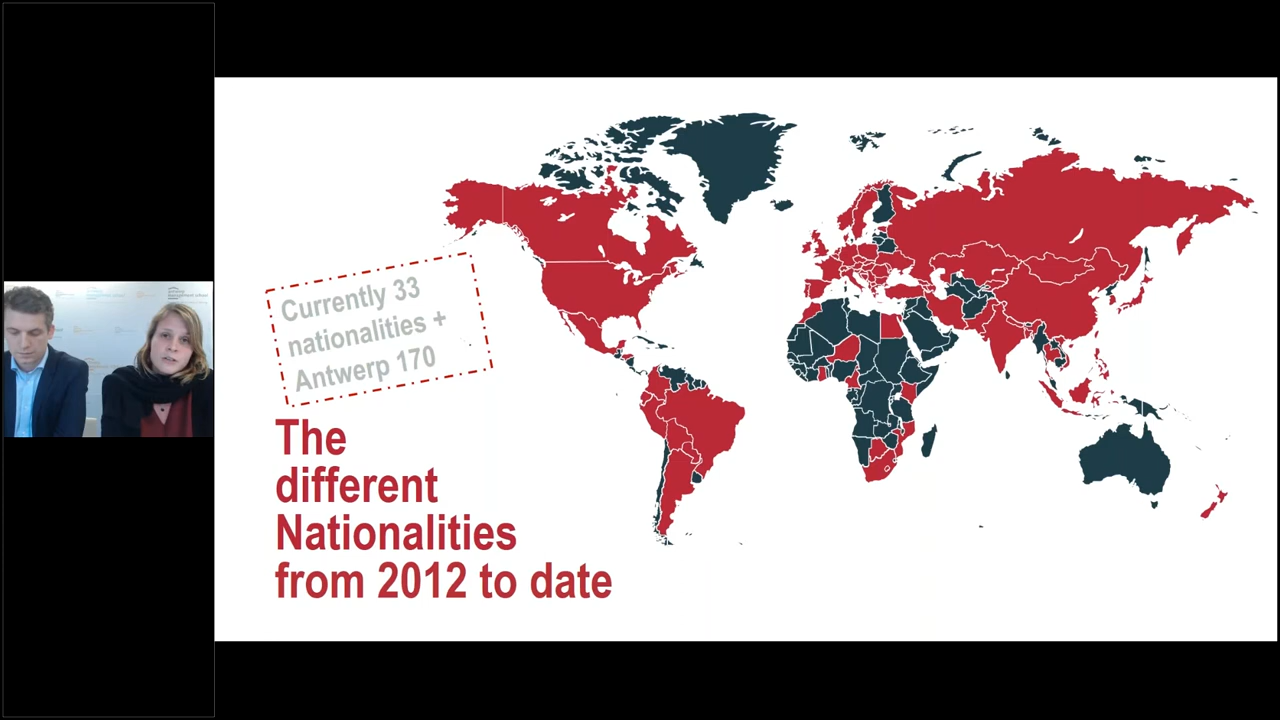 Currently 33
nationalities +
Antwerp 170
The
different
Nationalities
from 2012 to date